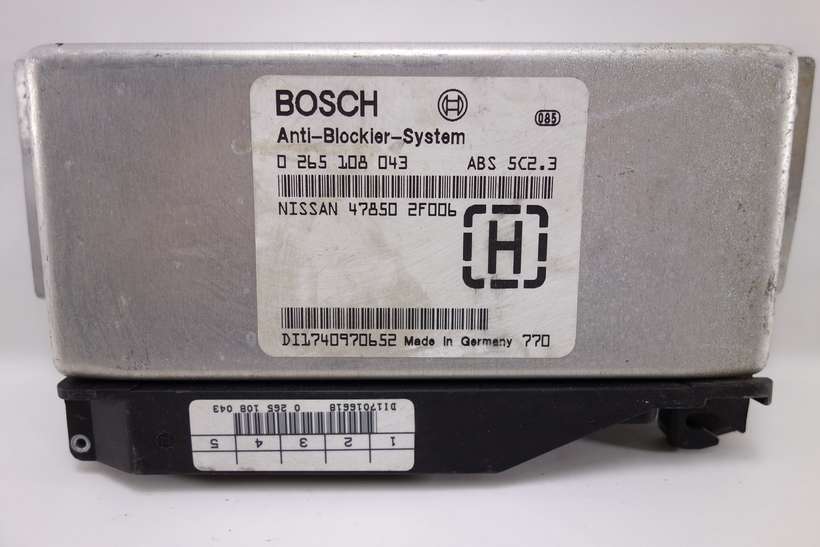 BOSCH
085
Anti-Blockier-System
0 265 108 043 ABS 5C2.3
NISSAN 47850 2F006
H
DI1740970652 Made In Germany 770
1 2 3 4 5
0 265 108 043
DI17016618